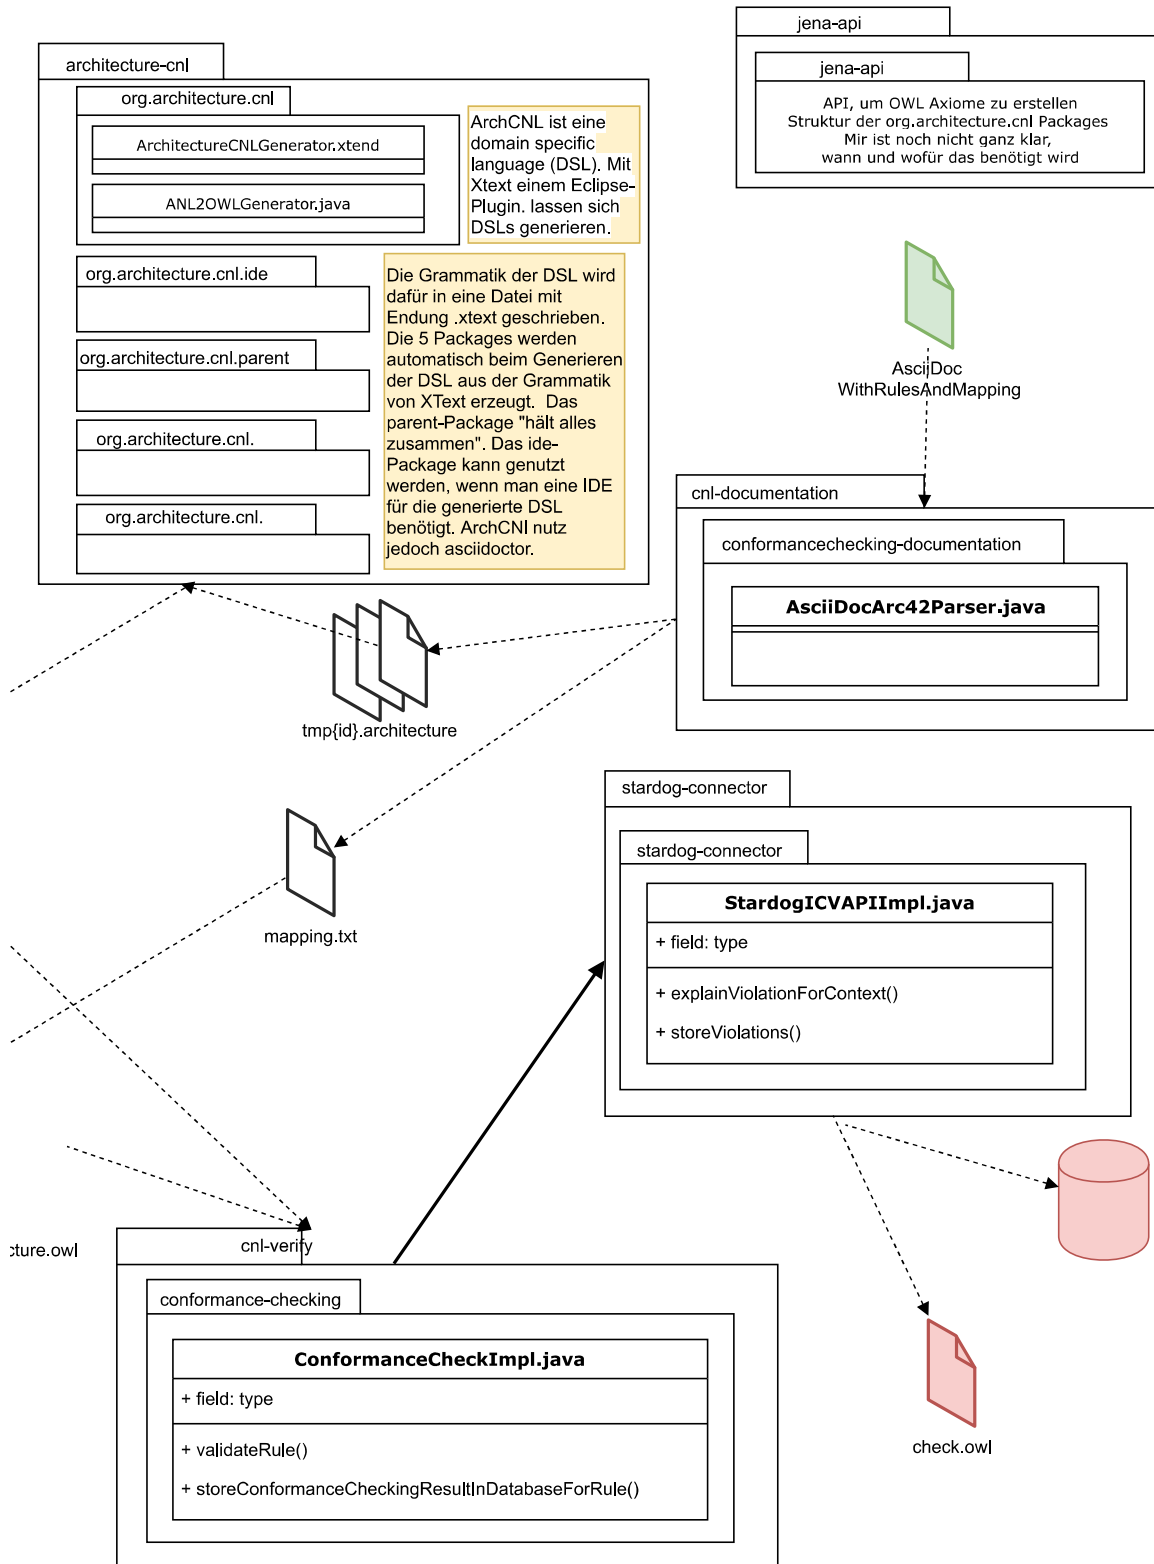 jena-api
jena-api
API, um OWL Axiome zu erstellen
Struktur der org.architecture.cnl Packages
Mir ist noch nicht ganz klar,
wann und wofür das benötigt wird
architecture-cnl
org.architecture.cnl
ArchitectureCNLGenerator.xtend
ANL2OWLGenerator.java
ArchCNL ist eine
domain specific
language (DSL). Mit
Xtext einem Eclipse-
Plugin. lassen sich
DSLs generieren.
org.architecture.cnl.ide
org.architecture.cnl.parent
org.architecture.cnl.
org.architecture.cnl.
Die Grammatik der DSL wird
dafür in eine Datei mit
Endung .xtext geschrieben.
Die 5 Packages werden
automatisch beim Generieren
der DSL aus der Grammatik
von XText erzeugt.  Das
parent-Package "hält alles
zusammen". Das ide-
Package kann genutzt
werden, wenn man eine IDE
für die generierte DSL
benötigt. ArchCNl nutz
jedoch asciidoctor.
AsciiDoc
WithRulesAndMapping
cnl-documentation
conformancechecking-documentation
AsciiDocArc42Parser.java
tmp{id}.architecture
mapping.txt
stardog-connector
stardog-connector
StardogICVAPIImpl.java
+ field: type
+ explainViolationForContext()
+ storeViolations()
cture.owl
cnl-verify
conformance-checking
ConformanceCheckImpl.java
+ field: type
+ validateRule()
+ storeConformanceCheckingResultInDatabaseForRule()
check.owl